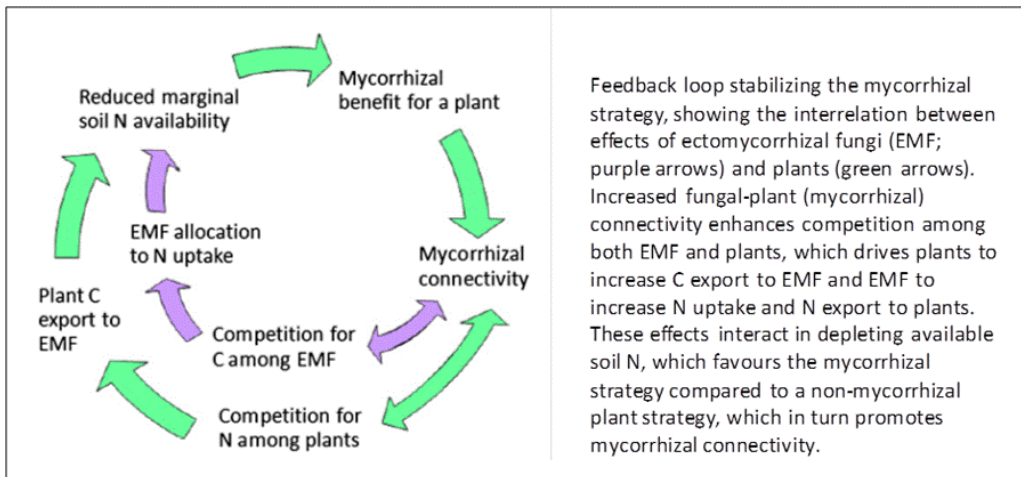 Reduced marginal
soil N availability
Mycorrhizal
benefit for a plant
EMF allocation
to N uptake
Mycorrhizal
connectivity
Plant C
export to
EMF
Competition for
C among EMF
Competition for
N among plants
Feedback loop stabilizing the mycorrhizal
strategy, showing the interrelation between
effects of ectomycorrhizal fungi (EMF;
purple arrows) and plants (green arrows).
Increased fungal-plant (mycorrhizal)
connectivity enhances competition among
both EMF and plants, which drives plants to
increase C export to EMF and EMF to
increase N uptake and N export to plants.
These effects interact in depleting available
soil N, which favours the mycorrhizal
strategy compared to a non-mycorrhizal
plant strategy, which in turn promotes
mycorrhizal connectivity.